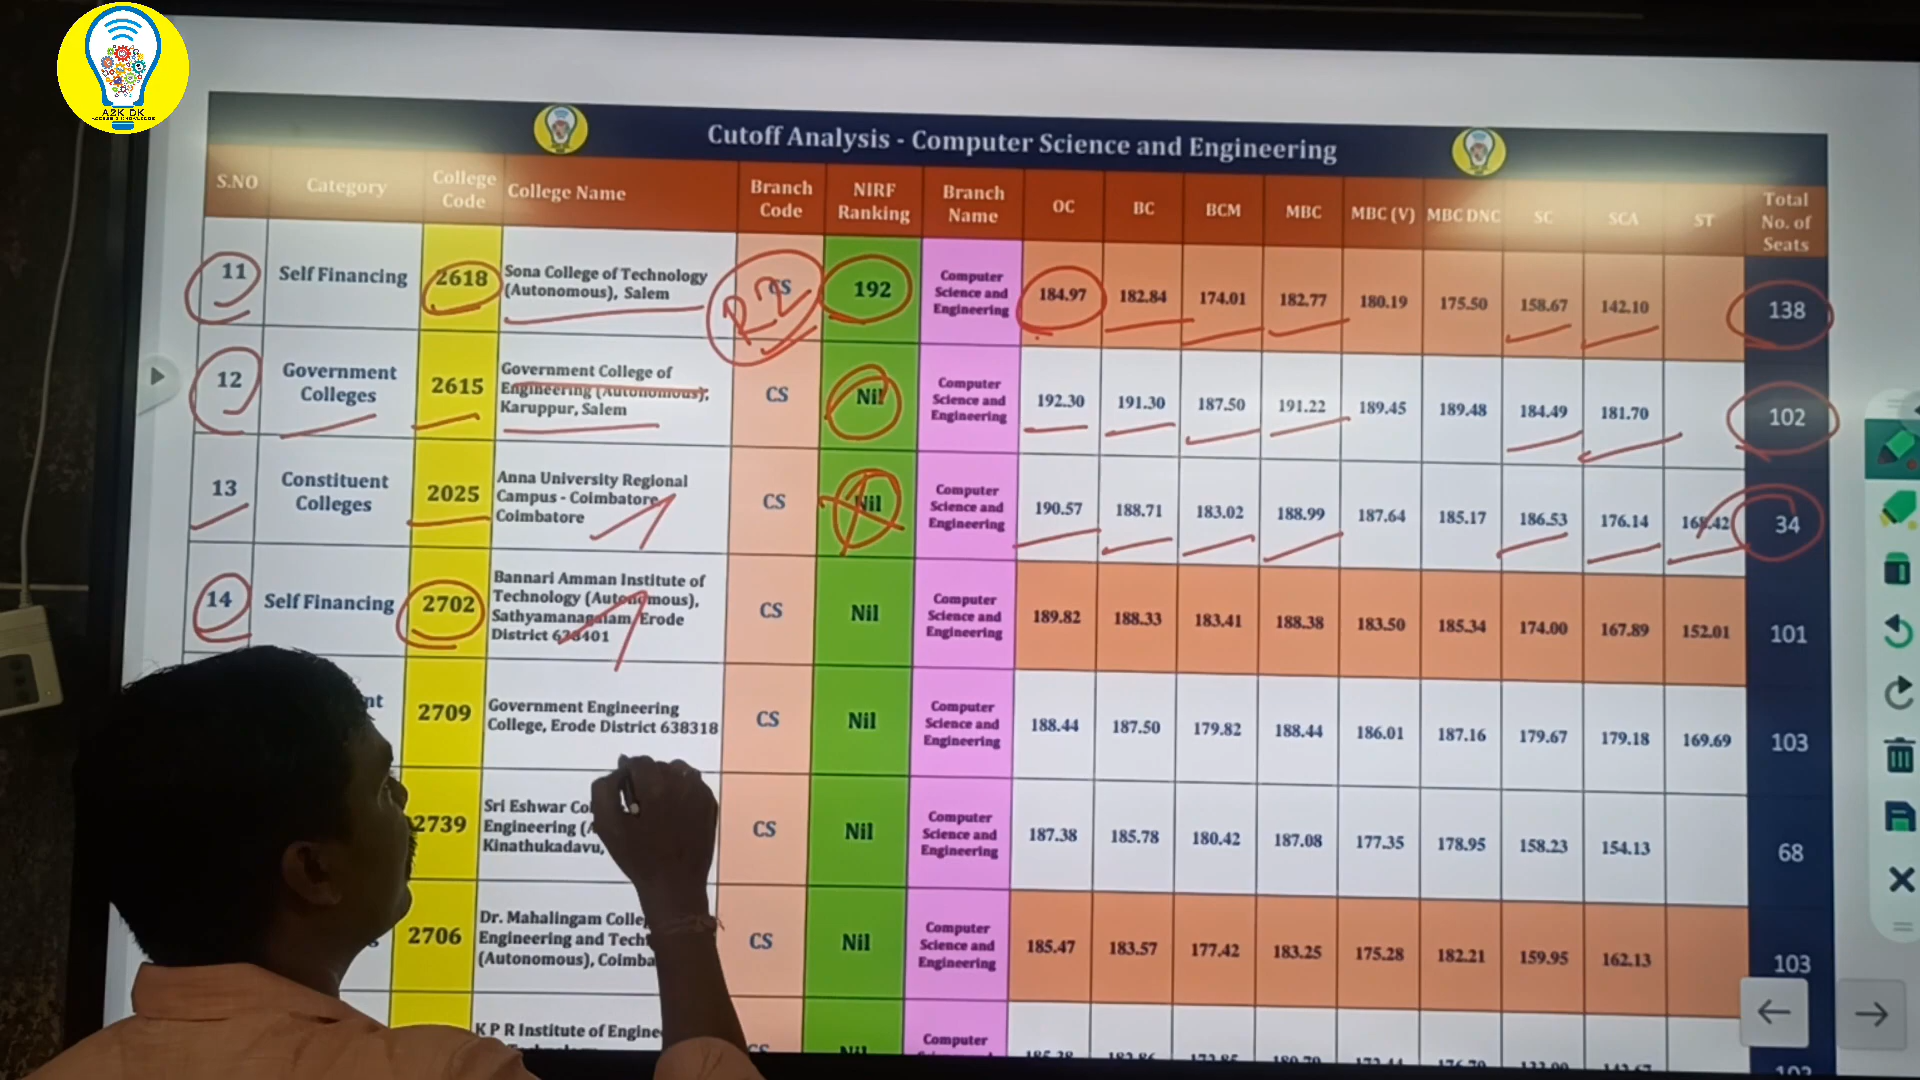 A2K DK
Cutoff Analysis - Computer Science and Engineering
S.NO Category College Code College Name Branch Code NIRF Ranking Branch Name OC BC BCM MBC MBC (V) MBC DNC SC SCA ST Total No. of Seats
11 Self Financing 2618 Sona College of Technology (Autonomous), Salem CS R2 192 Computer Science and Engineering 184.97 182.84 174.01 182.77 180.19 175.50 158.67 142.10 138
12 Government Colleges 2615 Government College of Engineering (Autonomous), Karuppur, Salem CS Nil Computer Science and Engineering 192.30 191.30 187.50 191.22 189.45 189.48 184.49 181.70 102
13 Constituent Colleges 2025 Anna University Regional Campus - Coimbatore, Coimbatore CS Nil Computer Science and Engineering 190.57 188.71 183.02 188.99 187.64 185.17 186.53 176.14 168.42 34
14 Self Financing 2702 Bannari Amman Institute of Technology (Autonomous), Sathyamanagalam, Erode District 638401 CS Nil Computer Science and Engineering 189.82 188.33 183.41 188.38 183.50 185.34 174.00 167.89 152.01 101
nt 2709 Government Engineering College, Erode District 638318 CS Nil Computer Science and Engineering 188.44 187.50 179.82 188.44 186.01 187.16 179.67 179.18 169.69 103
2739 Sri Eshwar Co Engineering (A Kinathukadavu, CS Nil Computer Science and Engineering 187.38 185.78 180.42 187.08 177.35 178.95 158.23 154.13 68
2706 Dr. Mahalingam Colle Engineering and Tech (Autonomous), Coimba CS Nil Computer Science and Engineering 185.47 183.57 177.42 183.25 175.28 182.21 159.95 162.13 103
K P R Institute of Engine CS Nil Computer